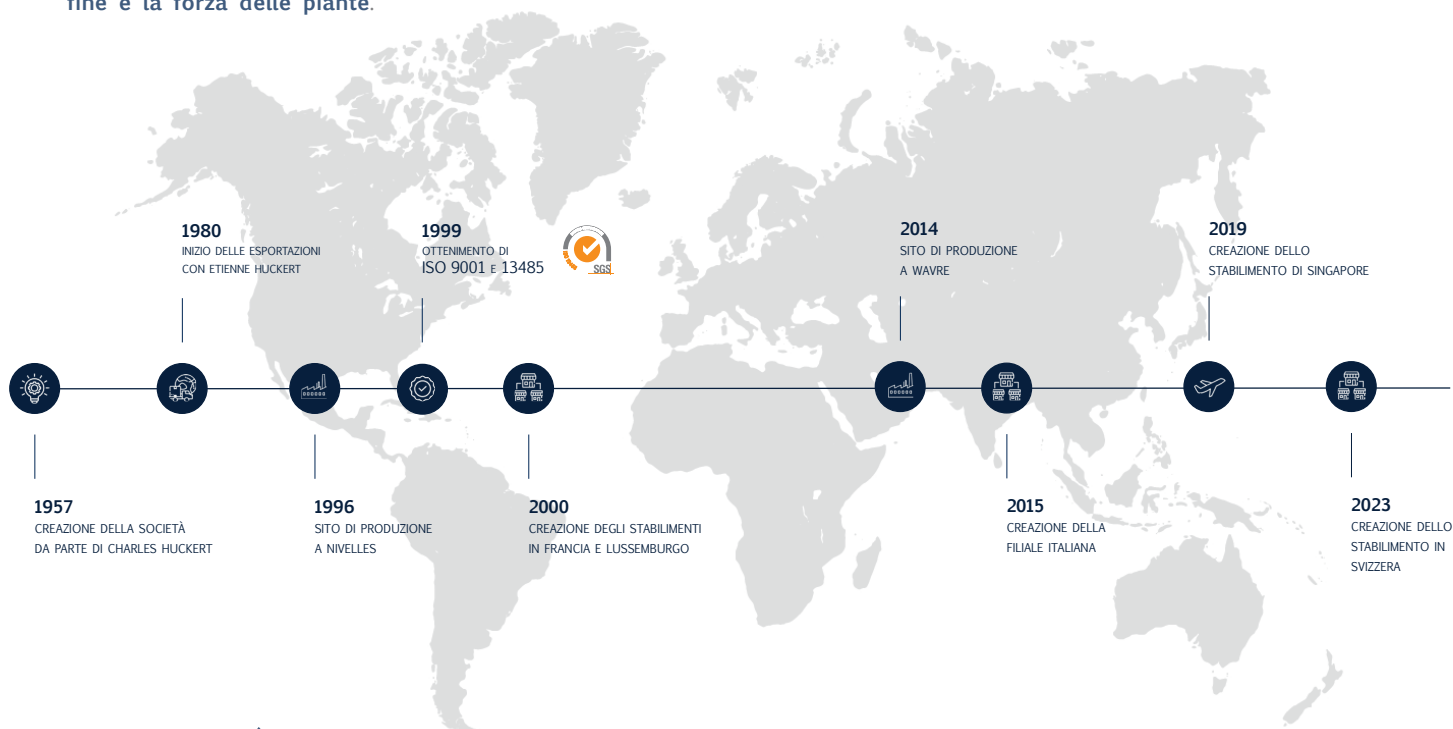 fine e la forza delle piante.
1980
INIZIO DELLE ESPORTAZIONI
CON ETIENNE HUCKERT
1999
OTTENIMENTO DI
ISO 9001 E 13485
SGS
2014
SITO DI PRODUZIONE
A WAVRE
2019
CREAZIONE DELLO
STABILIMENTO DI SINGAPORE
1957
CREAZIONE DELLA SOCIETÀ
DA PARTE DI CHARLES HUCKERT
1996
SITO DI PRODUZIONE
A NIVELLES
2000
CREAZIONE DEGLI STABILIMENTI
IN FRANCIA E LUSSEMBURGO
2015
CREAZIONE DELLA
FILIALE ITALIANA
2023
CREAZIONE DELLO
STABILIMENTO IN
SVIZZERA